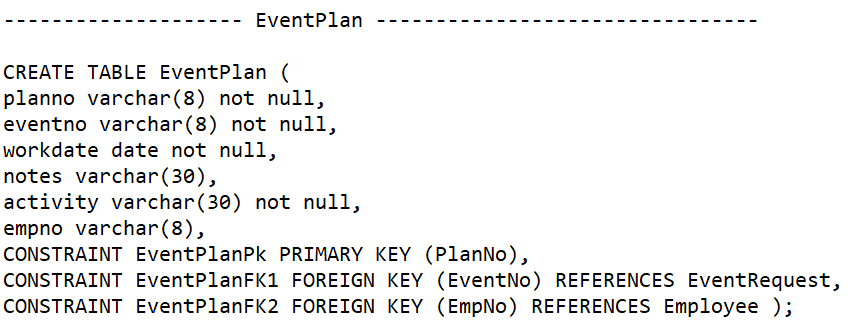 -------------------- EventPlan --------------------------------
CREATE TABLE EventPlan (
planno varchar(8) not null,
eventno varchar(8) not null,
workdate date not null,
notes varchar(30),
activity varchar(30) not null,
empno varchar(8),
CONSTRAINT EventPlanPk PRIMARY KEY (PlanNo),
CONSTRAINT EventPlanFK1 FOREIGN KEY (EventNo) REFERENCES EventRequest,
CONSTRAINT EventPlanFK2 FOREIGN KEY (EmpNo) REFERENCES Employee );